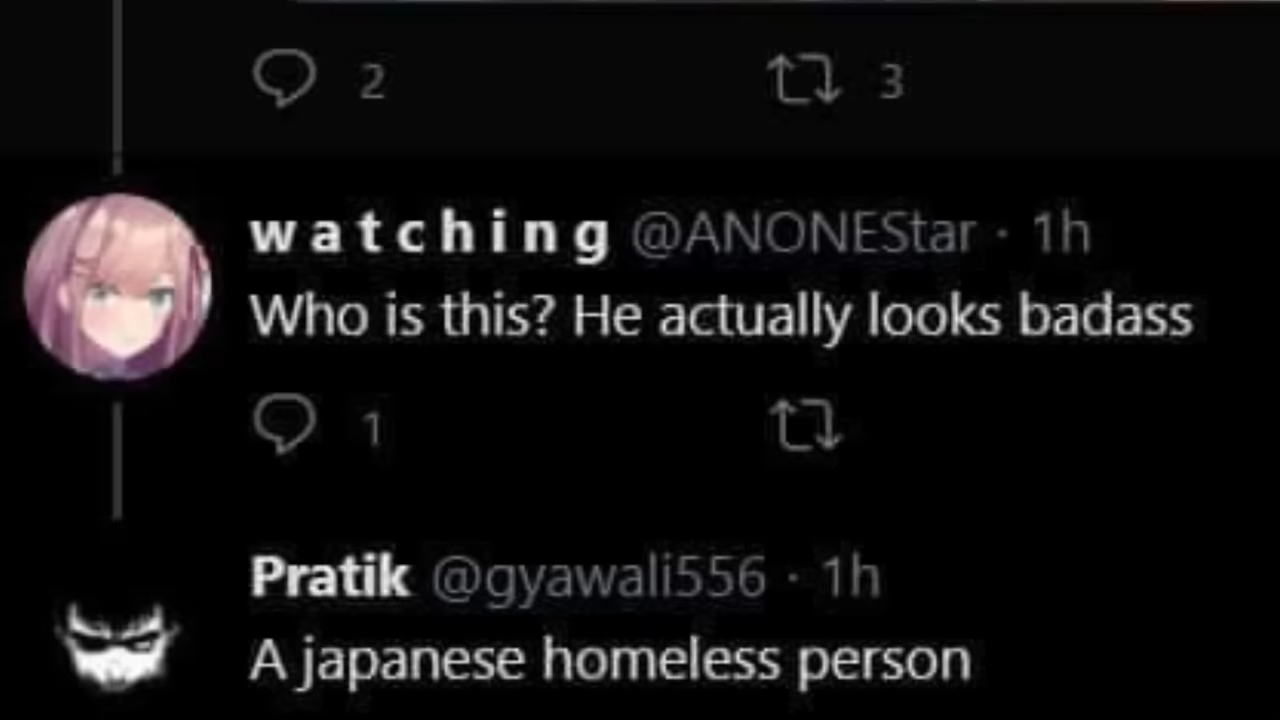 2 3
watching @ANONEStar · 1h
Who is this? He actually looks badass
1
Pratik @gyawali556 · 1h
A japanese homeless person